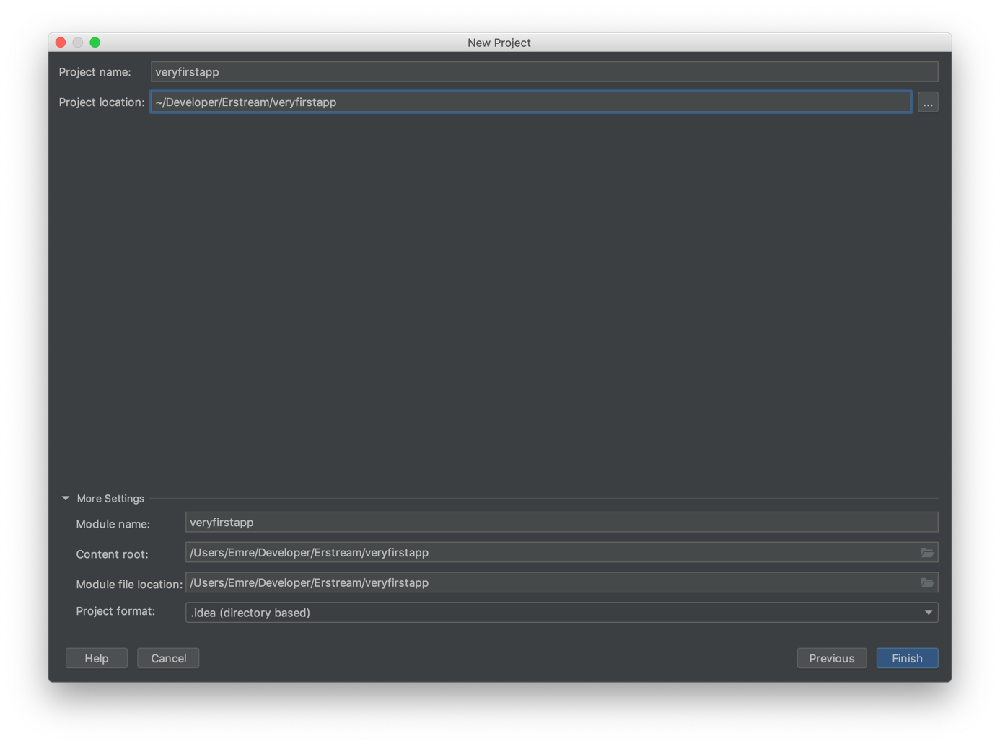 New Project
Project name: veryfirstapp
Project location: ~/Developer/Erstream/veryfirstapp ...
More Settings
Module name: veryfirstapp
Content root: /Users/Emre/Developer/Erstream/veryfirstapp
Module file location: /Users/Emre/Developer/Erstream/veryfirstapp
Project format: .idea (directory based)
Help Cancel Previous Finish